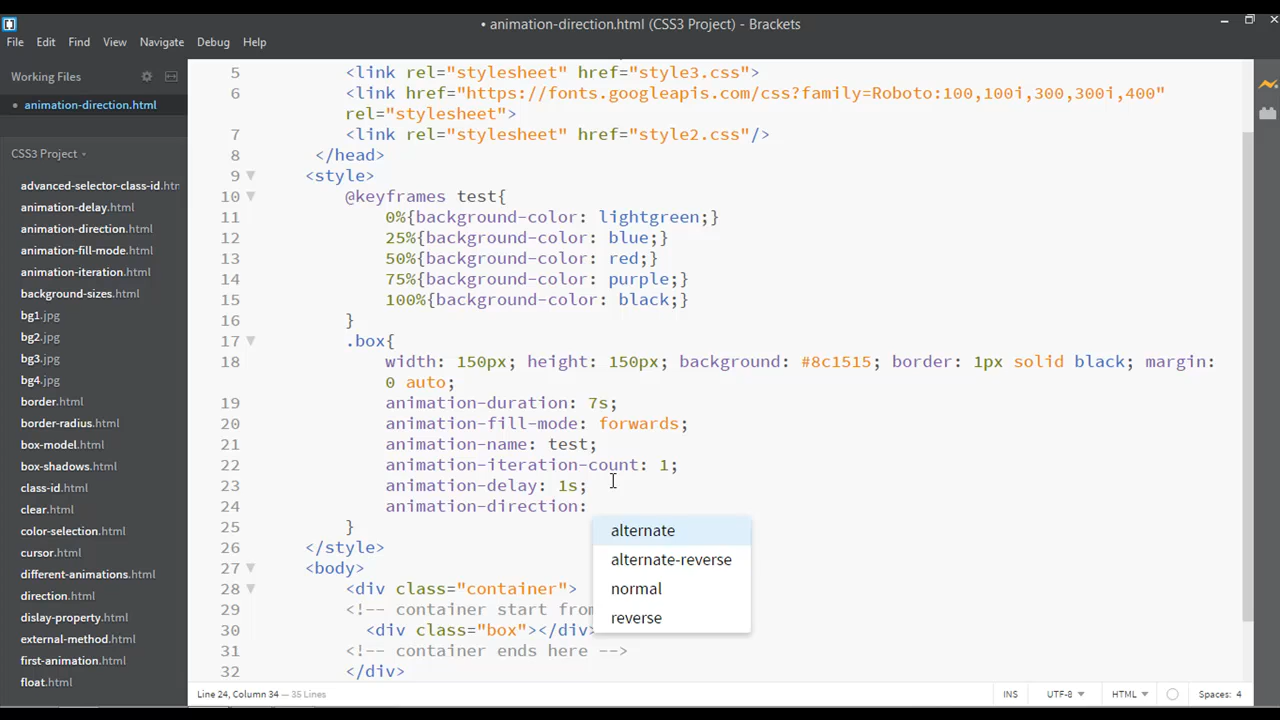 • animation-direction.html (CSS3 Project) - Brackets
File Edit Find View Navigate Debug Help
Working Files
• animation-direction.html
CSS3 Project
advanced-selector-class-id.htr
animation-delay.html
animation-direction.html
animation-fill-mode.html
animation-iteration.html
background-sizes.html
bg1.jpg
bg2.jpg
bg3.jpg
bg4.jpg
border.html
border-radius.html
box-model.html
box-shadows.html
class-id.html
clear.html
color-selection.html
cursor.html
different-animations.html
direction.html
dislay-property.html
external-method.html
first-animation.html
float.html
5 <link rel="stylesheet" href="style3.css">
6 <link href="https://fonts.googleapis.com/css?family=Roboto:100,100i,300,300i,400"
rel="stylesheet">
7 <link rel="stylesheet" href="style2.css"/>
8 </head>
9 <style>
10 @keyframes test{
11 0%{background-color: lightgreen;}
12 25%{background-color: blue;}
13 50%{background-color: red;}
14 75%{background-color: purple;}
15 100%{background-color: black;}
16 }
17 .box{
18 width: 150px; height: 150px; background: #8c1515; border: 1px solid black; margin:
0 auto;
19 animation-duration: 7s;
20 animation-fill-mode: forwards;
21 animation-name: test;
22 animation-iteration-count: 1;
23 animation-delay: 1s;
24 animation-direction:
25 }
26 </style>
27 <body>
28 <div class="container">
29 <!-- container start from
30 <div class="box"></div>
31 <!-- container ends here -->
32 </div>
alternate
alternate-reverse
normal
reverse
Line 24, Column 34 — 35 Lines
INS UTF-8 HTML Spaces: 4